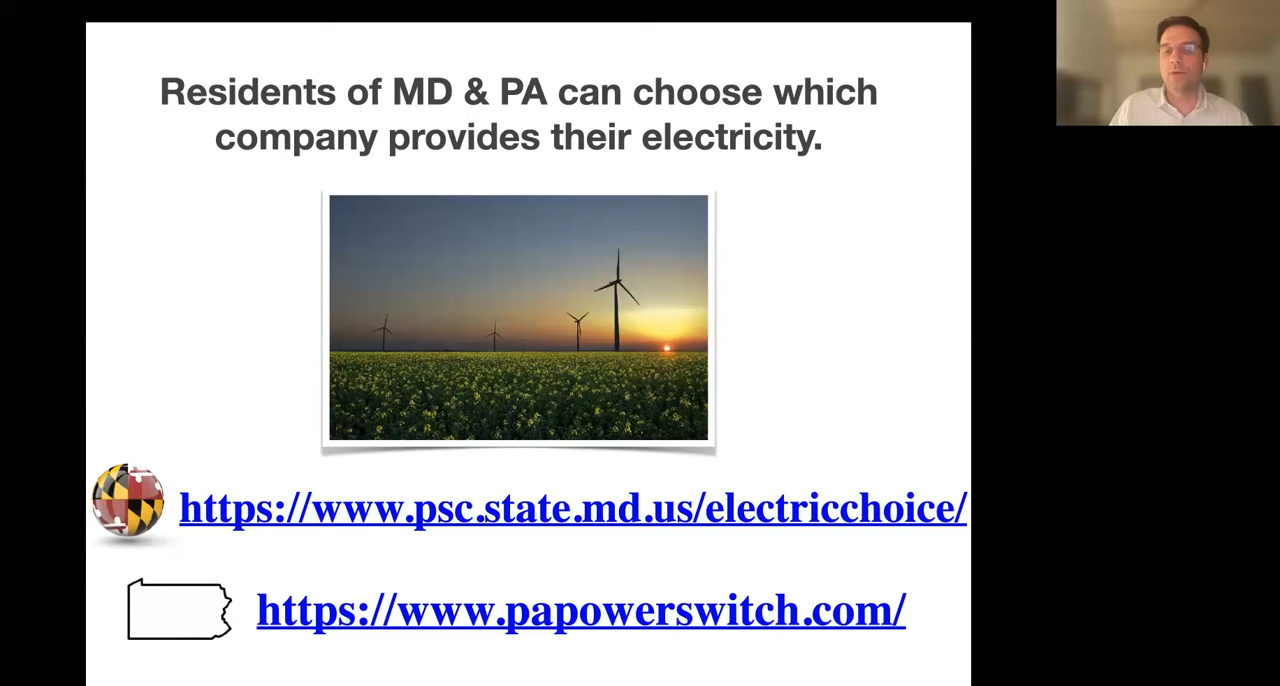 Residents of MD & PA can choose which
company provides their electricity.
https://www.psc.state.md.us/electricchoice/
https://www.papowerswitch.com/